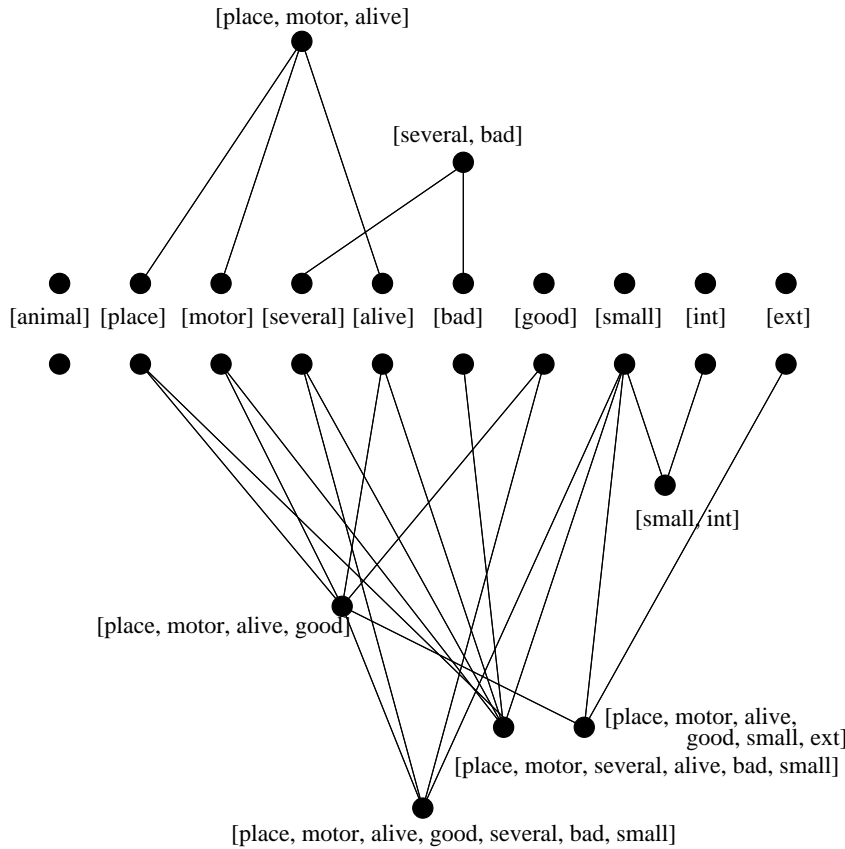 [place, motor, alive]
[several, bad]
[animal] [place] [motor] [several] [alive] [bad] [good] [small] [int] [ext]
[small, int]
[place, motor, alive, good]
[place, motor, alive,
good, small, ext]
[place, motor, several, alive, bad, small]
[place, motor, alive, good, several, bad, small]